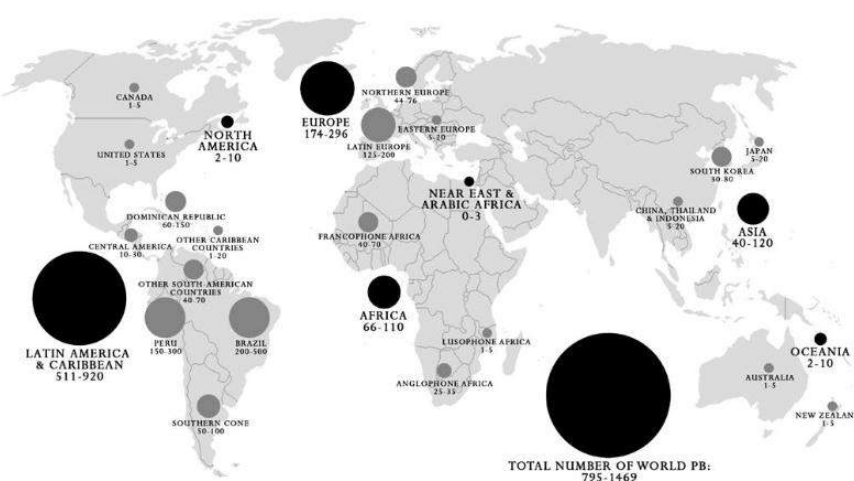 CANADA
1-5
NORTH
AMERICA
2-10
UNITED STATES
1-5
DOMINICAN REPUBLIC
60-150
CENTRAL AMERICA
10-30
OTHER CARIBBEAN
COUNTRIES
1-20
OTHER SOUTH-AMERICAN
COUNTRIES
40-70
LATIN AMERICA
& CARIBBEAN
511-920
PERU
150-300
BRAZIL
200-500
SOUTHERN CONE
50-100
EUROPE
174-296
NORTHERN EUROPE
44-76
EASTERN EUROPE
5-20
LATIN EUROPE
125-200
NEAR EAST &
ARABIC AFRICA
0-3
FRANCOPHONE AFRICA
40-70
AFRICA
66-110
LUSOPHONE AFRICA
1-5
ANGLOPHONE AFRICA
25-35
JAPAN
5-20
SOUTH KOREA
30-80
CHINA, THAILAND
& INDONESIA
5-20
ASIA
40-120
OCEANIA
2-10
AUSTRALIA
1-5
NEW ZEALAN
1-5
TOTAL NUMBER OF WORLD PB:
795-1469